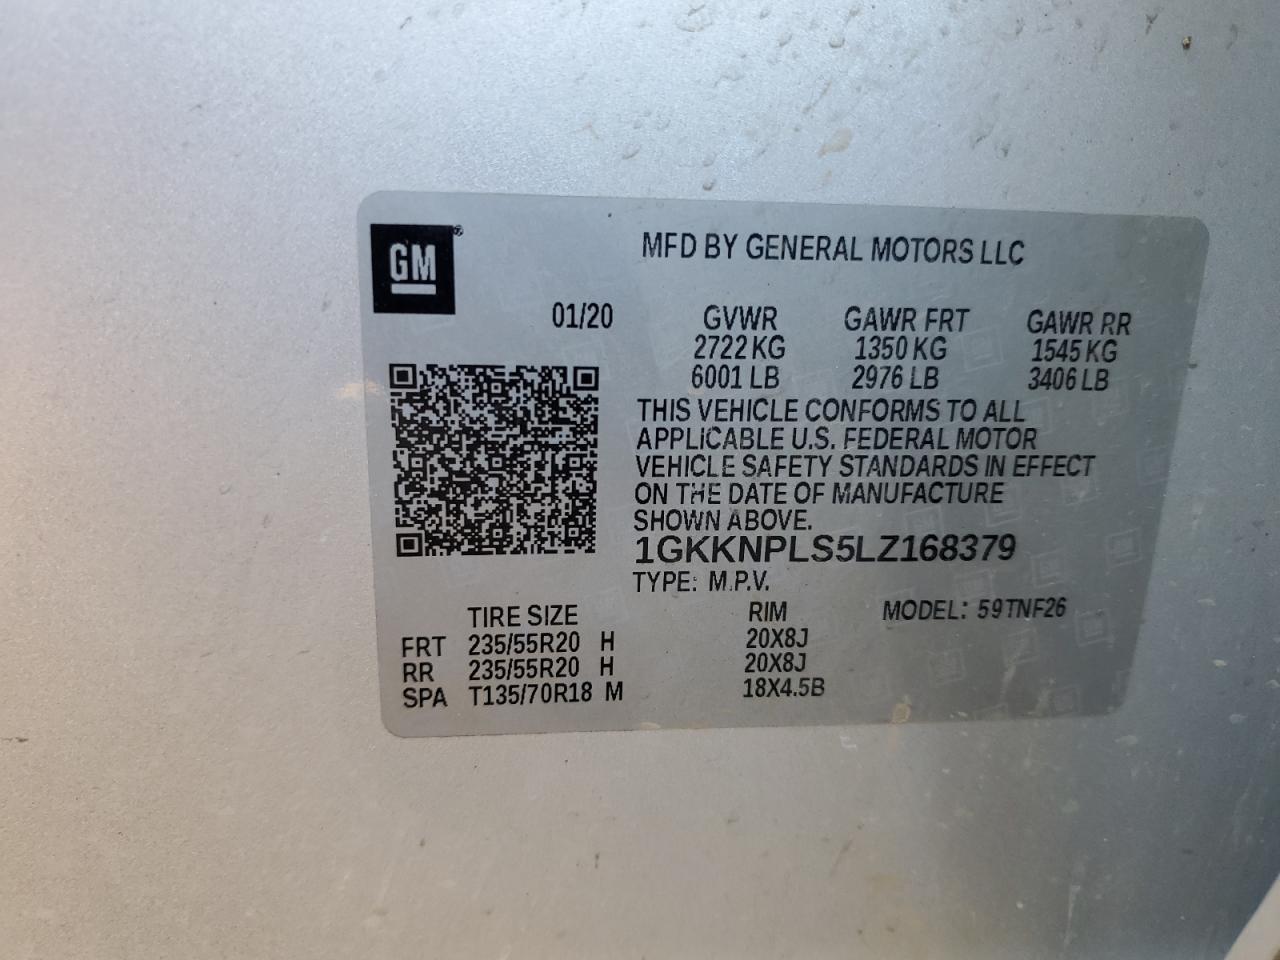 GM®
MFD BY GENERAL MOTORS LLC
01/20 GVWR GAWR FRT GAWR RR
2722 KG 1350 KG 1545 KG
6001 LB 2976 LB 3406 LB
THIS VEHICLE CONFORMS TO ALL
APPLICABLE U.S. FEDERAL MOTOR
VEHICLE SAFETY STANDARDS IN EFFECT
ON THE DATE OF MANUFACTURE
SHOWN ABOVE.
1GKKNPLS5LZ168379
TYPE: M.P.V.
TIRE SIZE RIM MODEL: 59TNF26
FRT 235/55R20 H 20X8J
RR 235/55R20 H 20X8J
SPA T135/70R18 M 18X4.5B